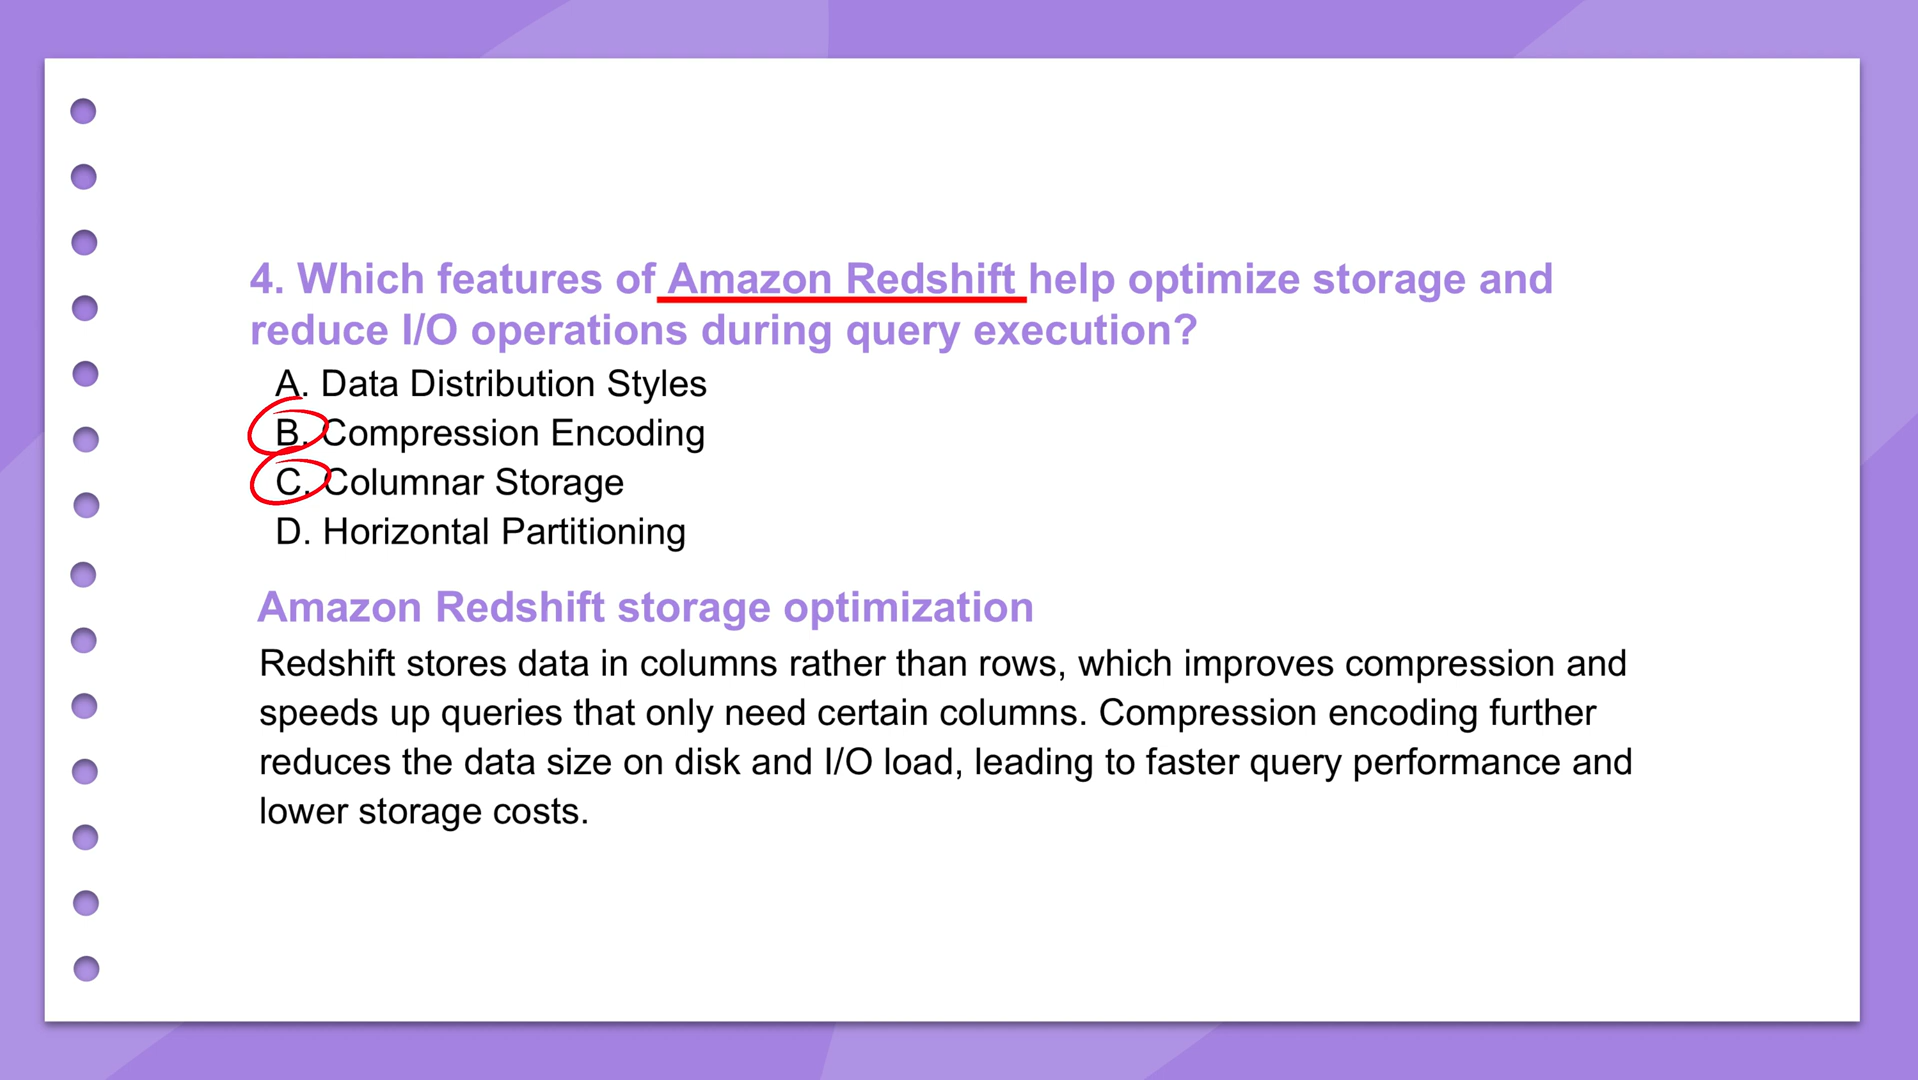 4. Which features of Amazon Redshift help optimize storage and
reduce I/O operations during query execution?
A. Data Distribution Styles
B. Compression Encoding
C. Columnar Storage
D. Horizontal Partitioning
Amazon Redshift storage optimization
Redshift stores data in columns rather than rows, which improves compression and
speeds up queries that only need certain columns. Compression encoding further
reduces the data size on disk and I/O load, leading to faster query performance and
lower storage costs.